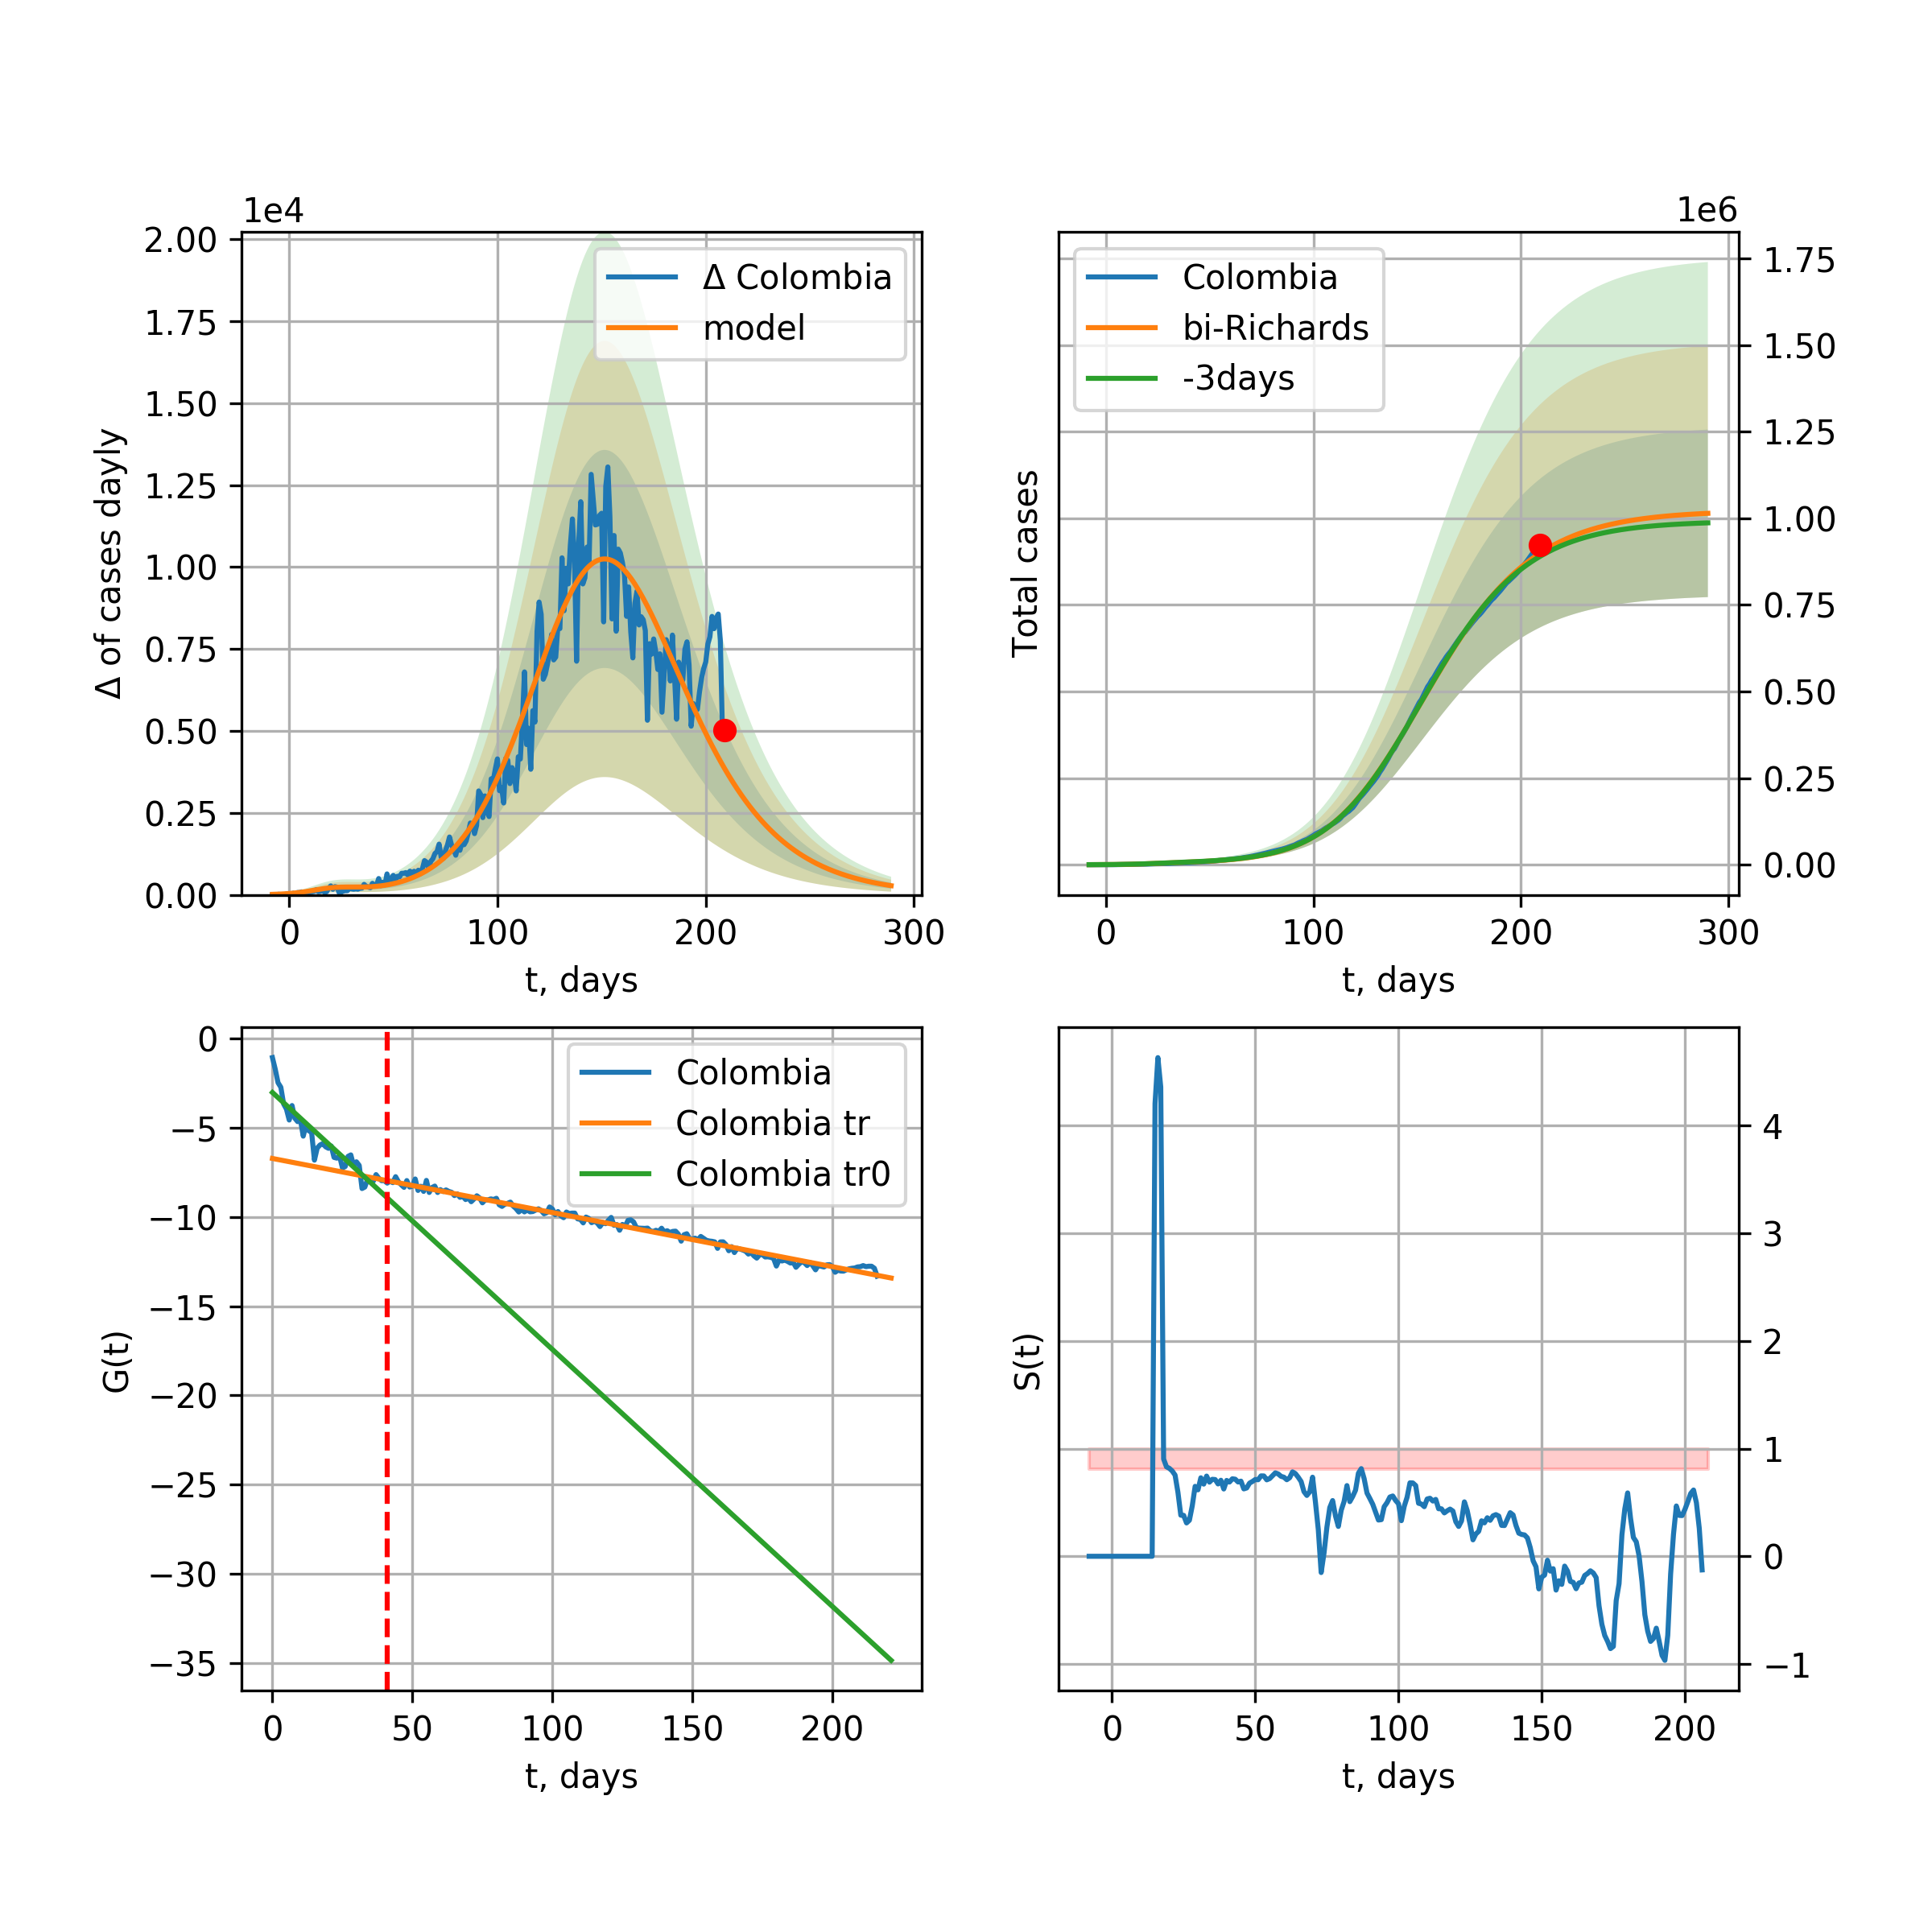 1e4
2.00
1.75
1.50
1.25
1.00
0.75
0.50
0.25
0.00
Δ of cases dayly
Δ Colombia
model
0 100 200 300
t, days
1e6
1.75
1.50
1.25
1.00
0.75
0.50
0.25
0.00
Total cases
Colombia
bi-Richards
-3days
0 100 200 300
t, days
0
−5
−10
−15
−20
−25
−30
−35
G(t)
Colombia
Colombia tr
Colombia tr0
0 50 100 150 200
t, days
S(t)
4
3
2
1
0
−1
0 50 100 150 200
t, days